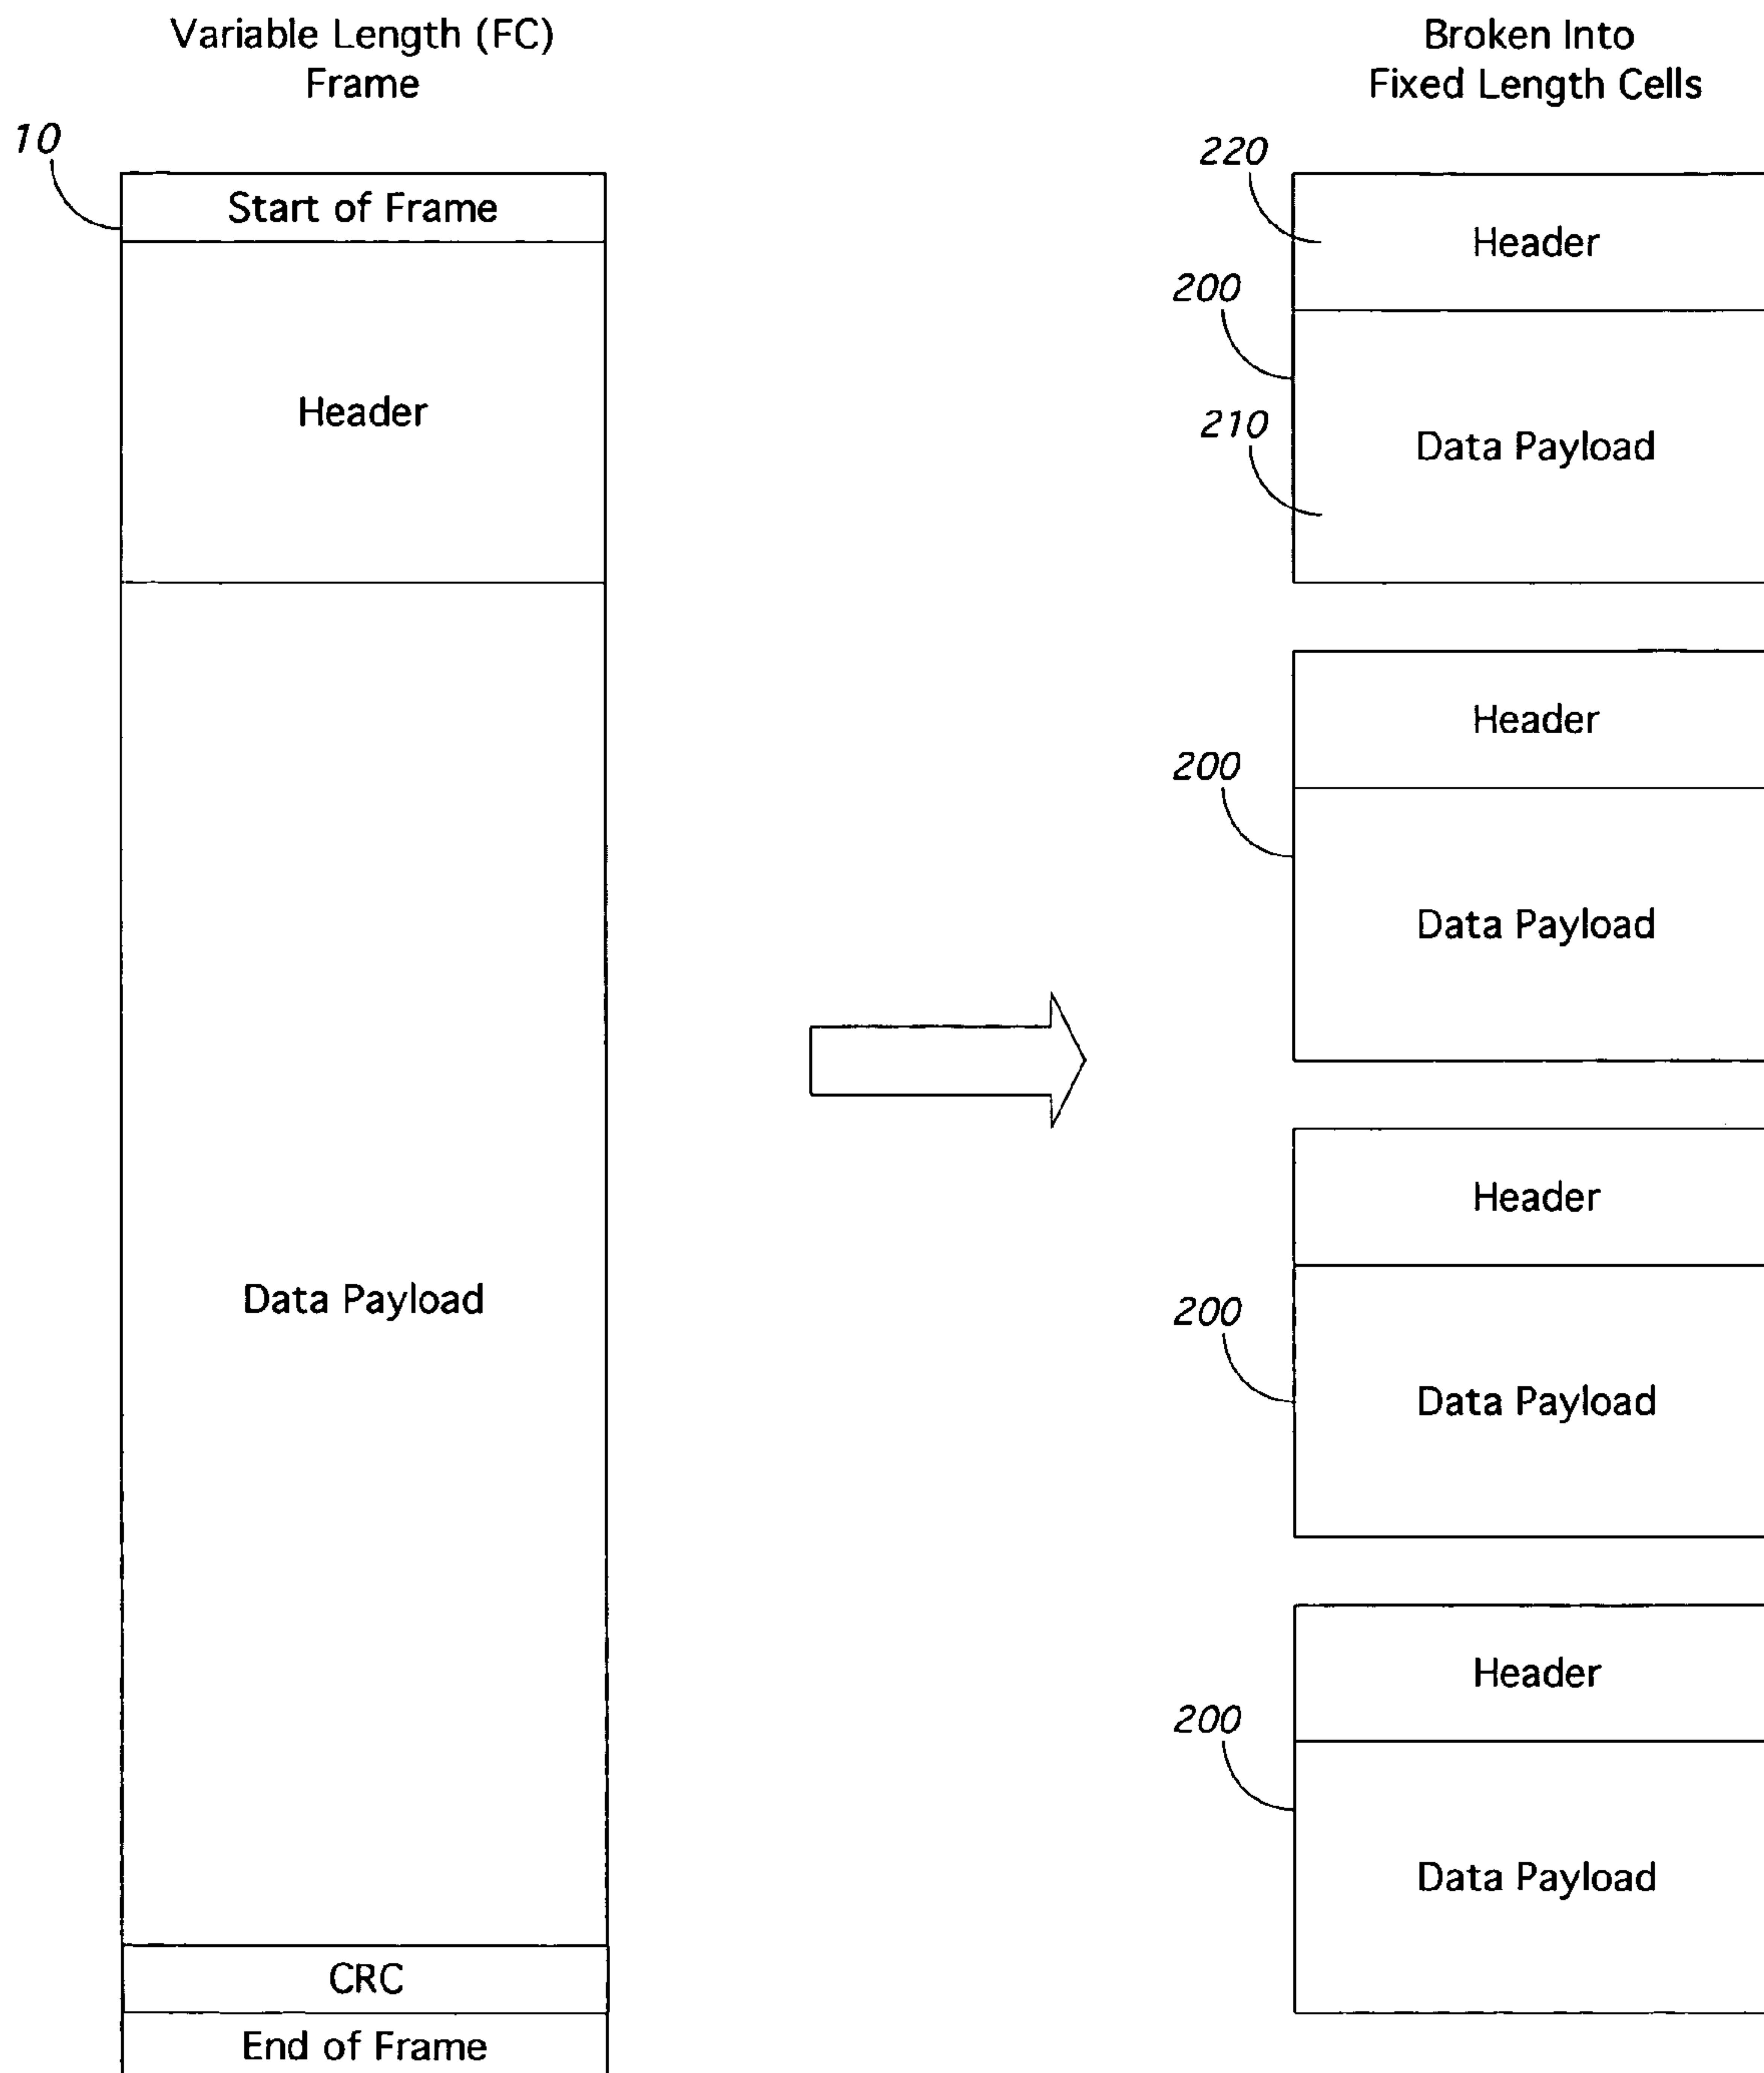 Variable Length (FC)
Frame
10
Start of Frame
Header
Data Payload
CRC
End of Frame
Broken Into
Fixed Length Cells
220
Header
200
210
Data Payload
Header
200
Data Payload
Header
200
Data Payload
Header
200
Data Payload